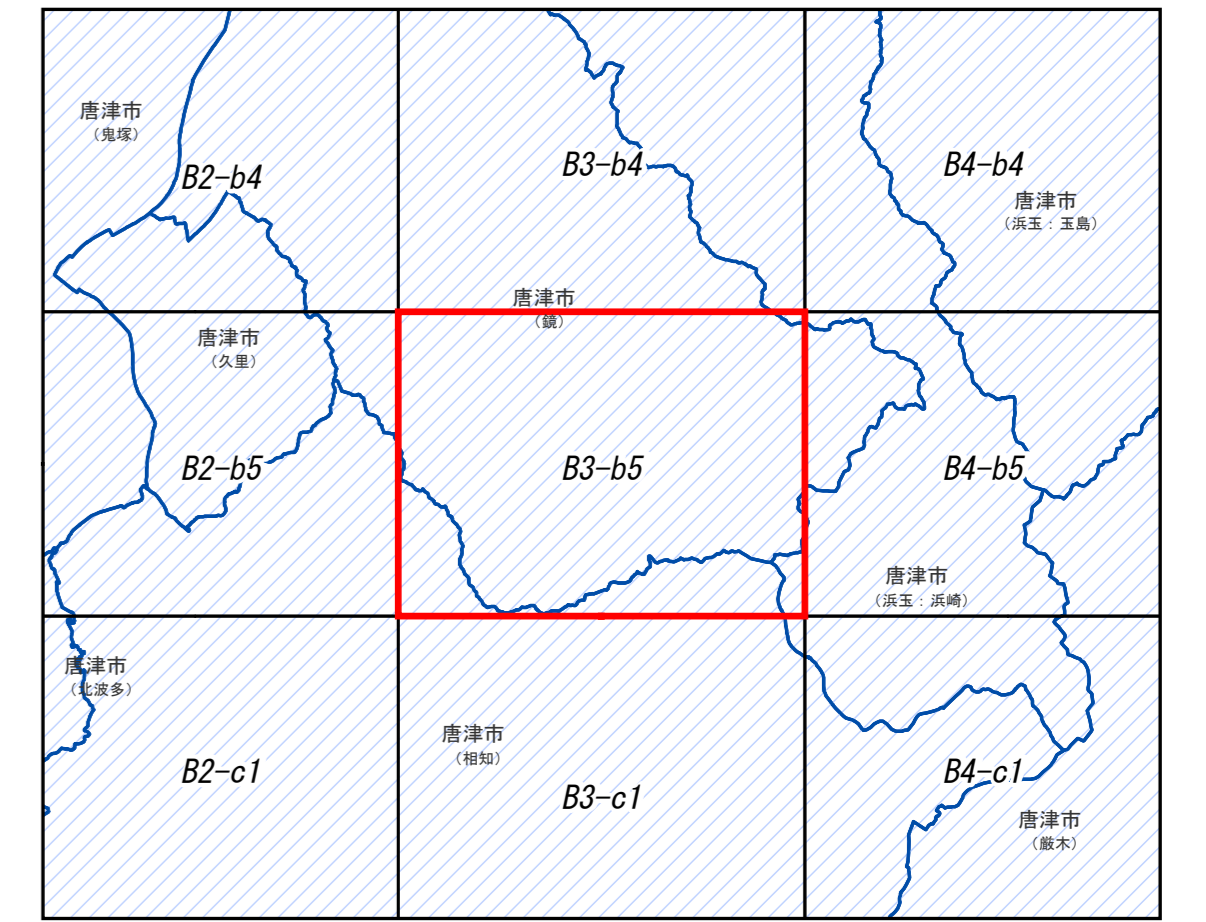 唐津市
（鬼塚）
B2-b4
B3-b4
B4-b4
唐津市
（浜玉：玉島）
唐津市
（鏡）
唐津市
（久里）
B2-b5
B3-b5
B4-b5
唐津市
（浜玉：浜崎）
唐津市
（北波多）
唐津市
（相知）
B2-c1
B3-c1
B4-c1
唐津市
（厳木）